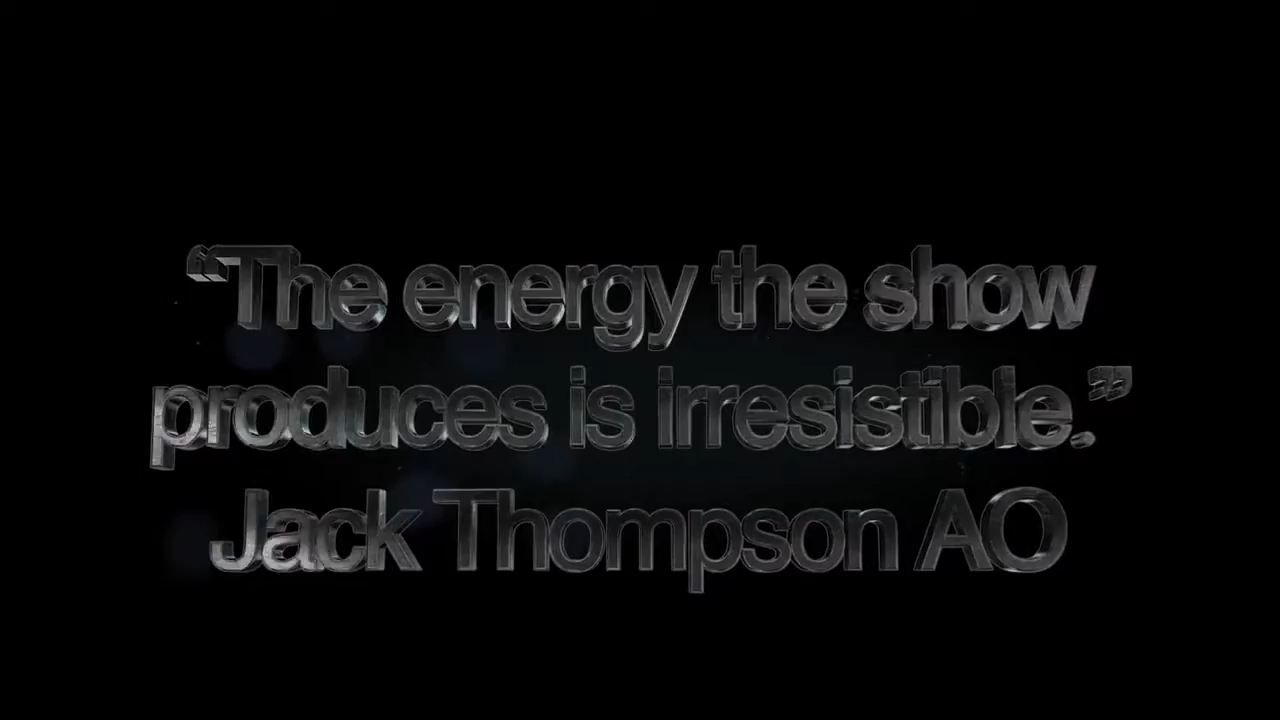 “The energy the show
produces is irresistible.”
Jack Thompson AO